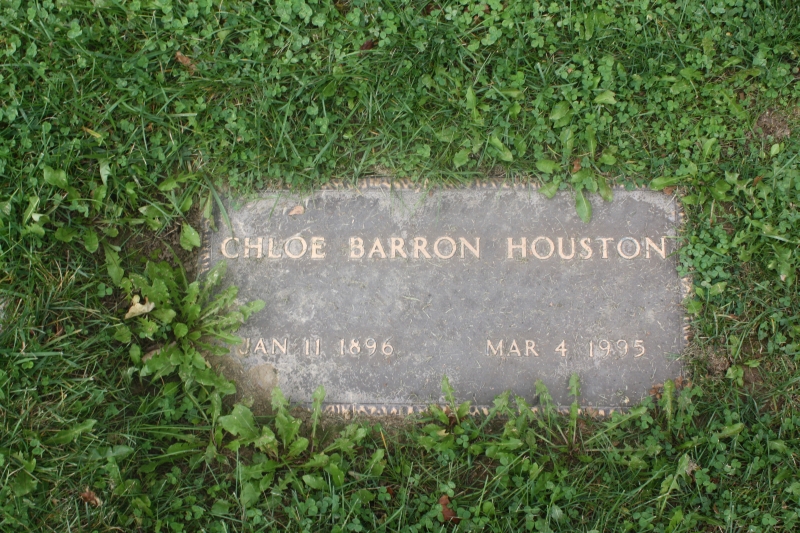 CHLOE BARRON HOUSTON
JAN 11 1896 MAR 4 1995